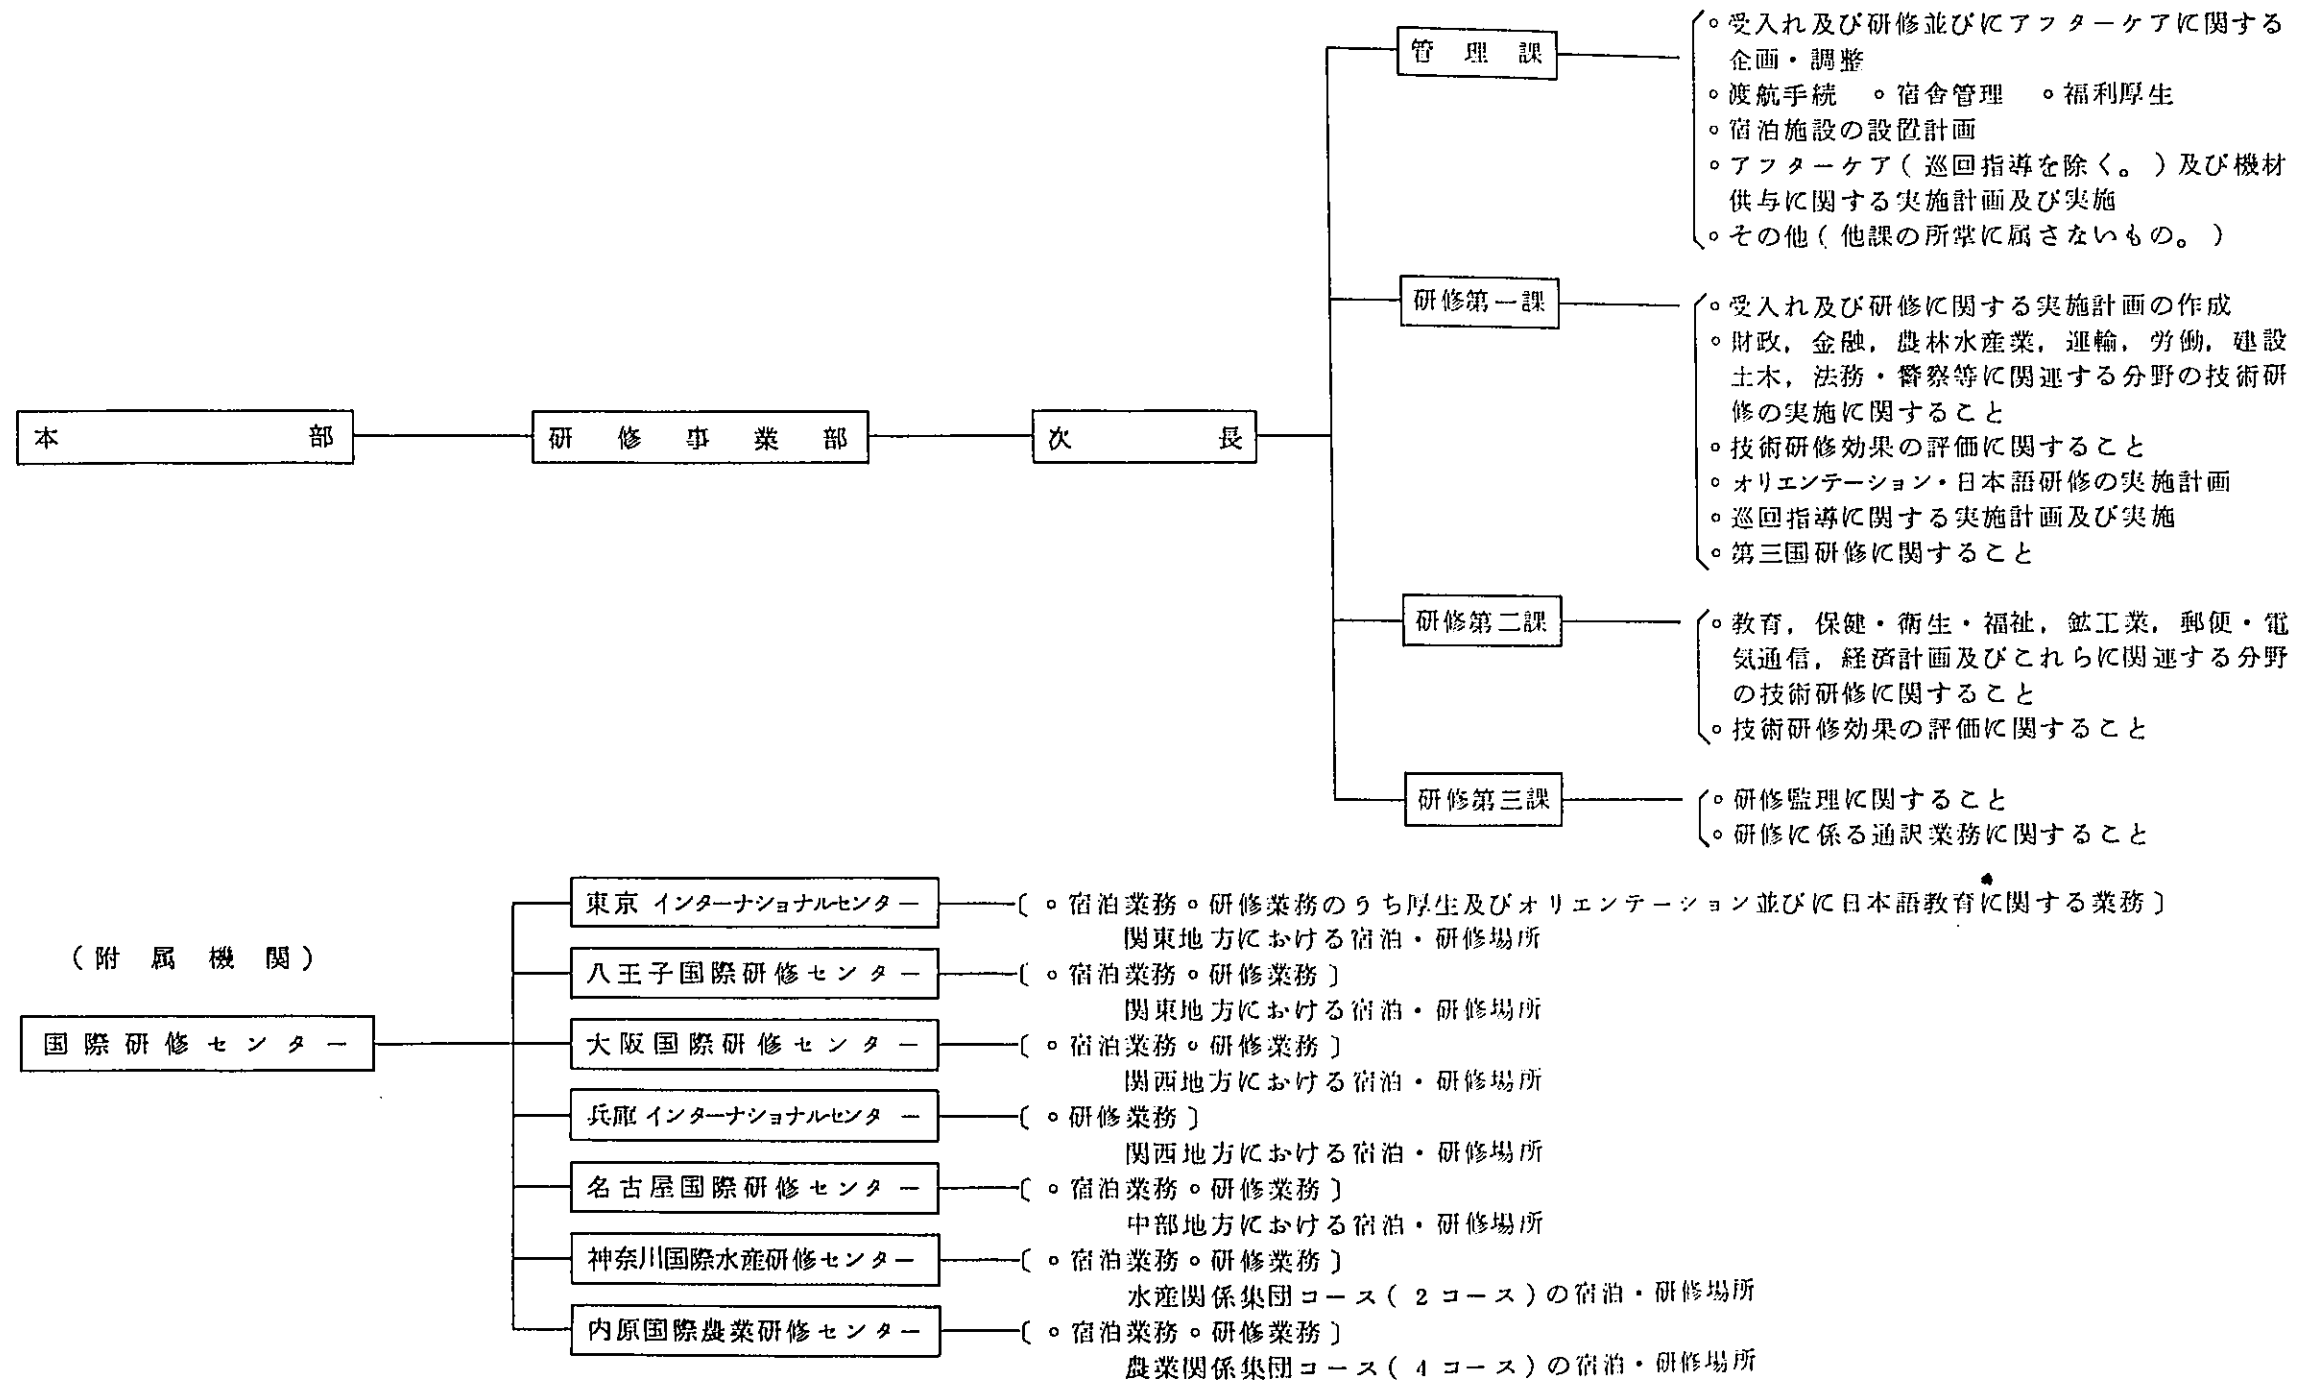 管理課
。受入れ及び研修並びにアフターケアに関する
企画・調整
。渡航手続 。宿舎管理 。福利厚生
。宿泊施設の設置計画
。アフターケア(巡回指導を除く。)及び機材
供与に関する実施計画及び実施
。その他(他課の所掌に属さないもの。)
研修第一課
。受入れ及び研修に関する実施計画の作成
。財政,金融,農林水産業,運輸,労働,建設
土木,法務・警察等に関連する分野の技術研
修の実施に関すること
。技術研修効果の評価に関すること
。オリエンテーション・日本語研修の実施計画
。巡回指導に関する実施計画及び実施
。第三国研修に関すること
本部
研修事業部
次長
研修第二課
。教育,保健・衛生・福祉,鉱工業,郵便・電
気通信,経済計画及びこれらに関連する分野
の技術研修に関すること
。技術研修効果の評価に関すること
研修第三課
。研修監理に関すること
。研修に係る通訳業務に関すること
(附属機関)
国際研修センター
東京インターナショナルセンター
〔。宿泊業務。研修業務のうち厚生及びオリエンテーション並びに日本語教育に関する業務〕
関東地方における宿泊・研修場所
八王子国際研修センター
〔。宿泊業務。研修業務〕
関東地方における宿泊・研修場所
大阪国際研修センター
〔。宿泊業務。研修業務〕
関西地方における宿泊・研修場所
兵庫インターナショナルセンター
〔。研修業務〕
関西地方における宿泊・研修場所
名古屋国際研修センター
〔。宿泊業務。研修業務〕
中部地方における宿泊・研修場所
神奈川国際水産研修センター
〔。宿泊業務。研修業務〕
水産関係集団コース(2コース)の宿泊・研修場所
内原国際農業研修センター
〔。宿泊業務。研修業務〕
農業関係集団コース(4コース)の宿泊・研修場所